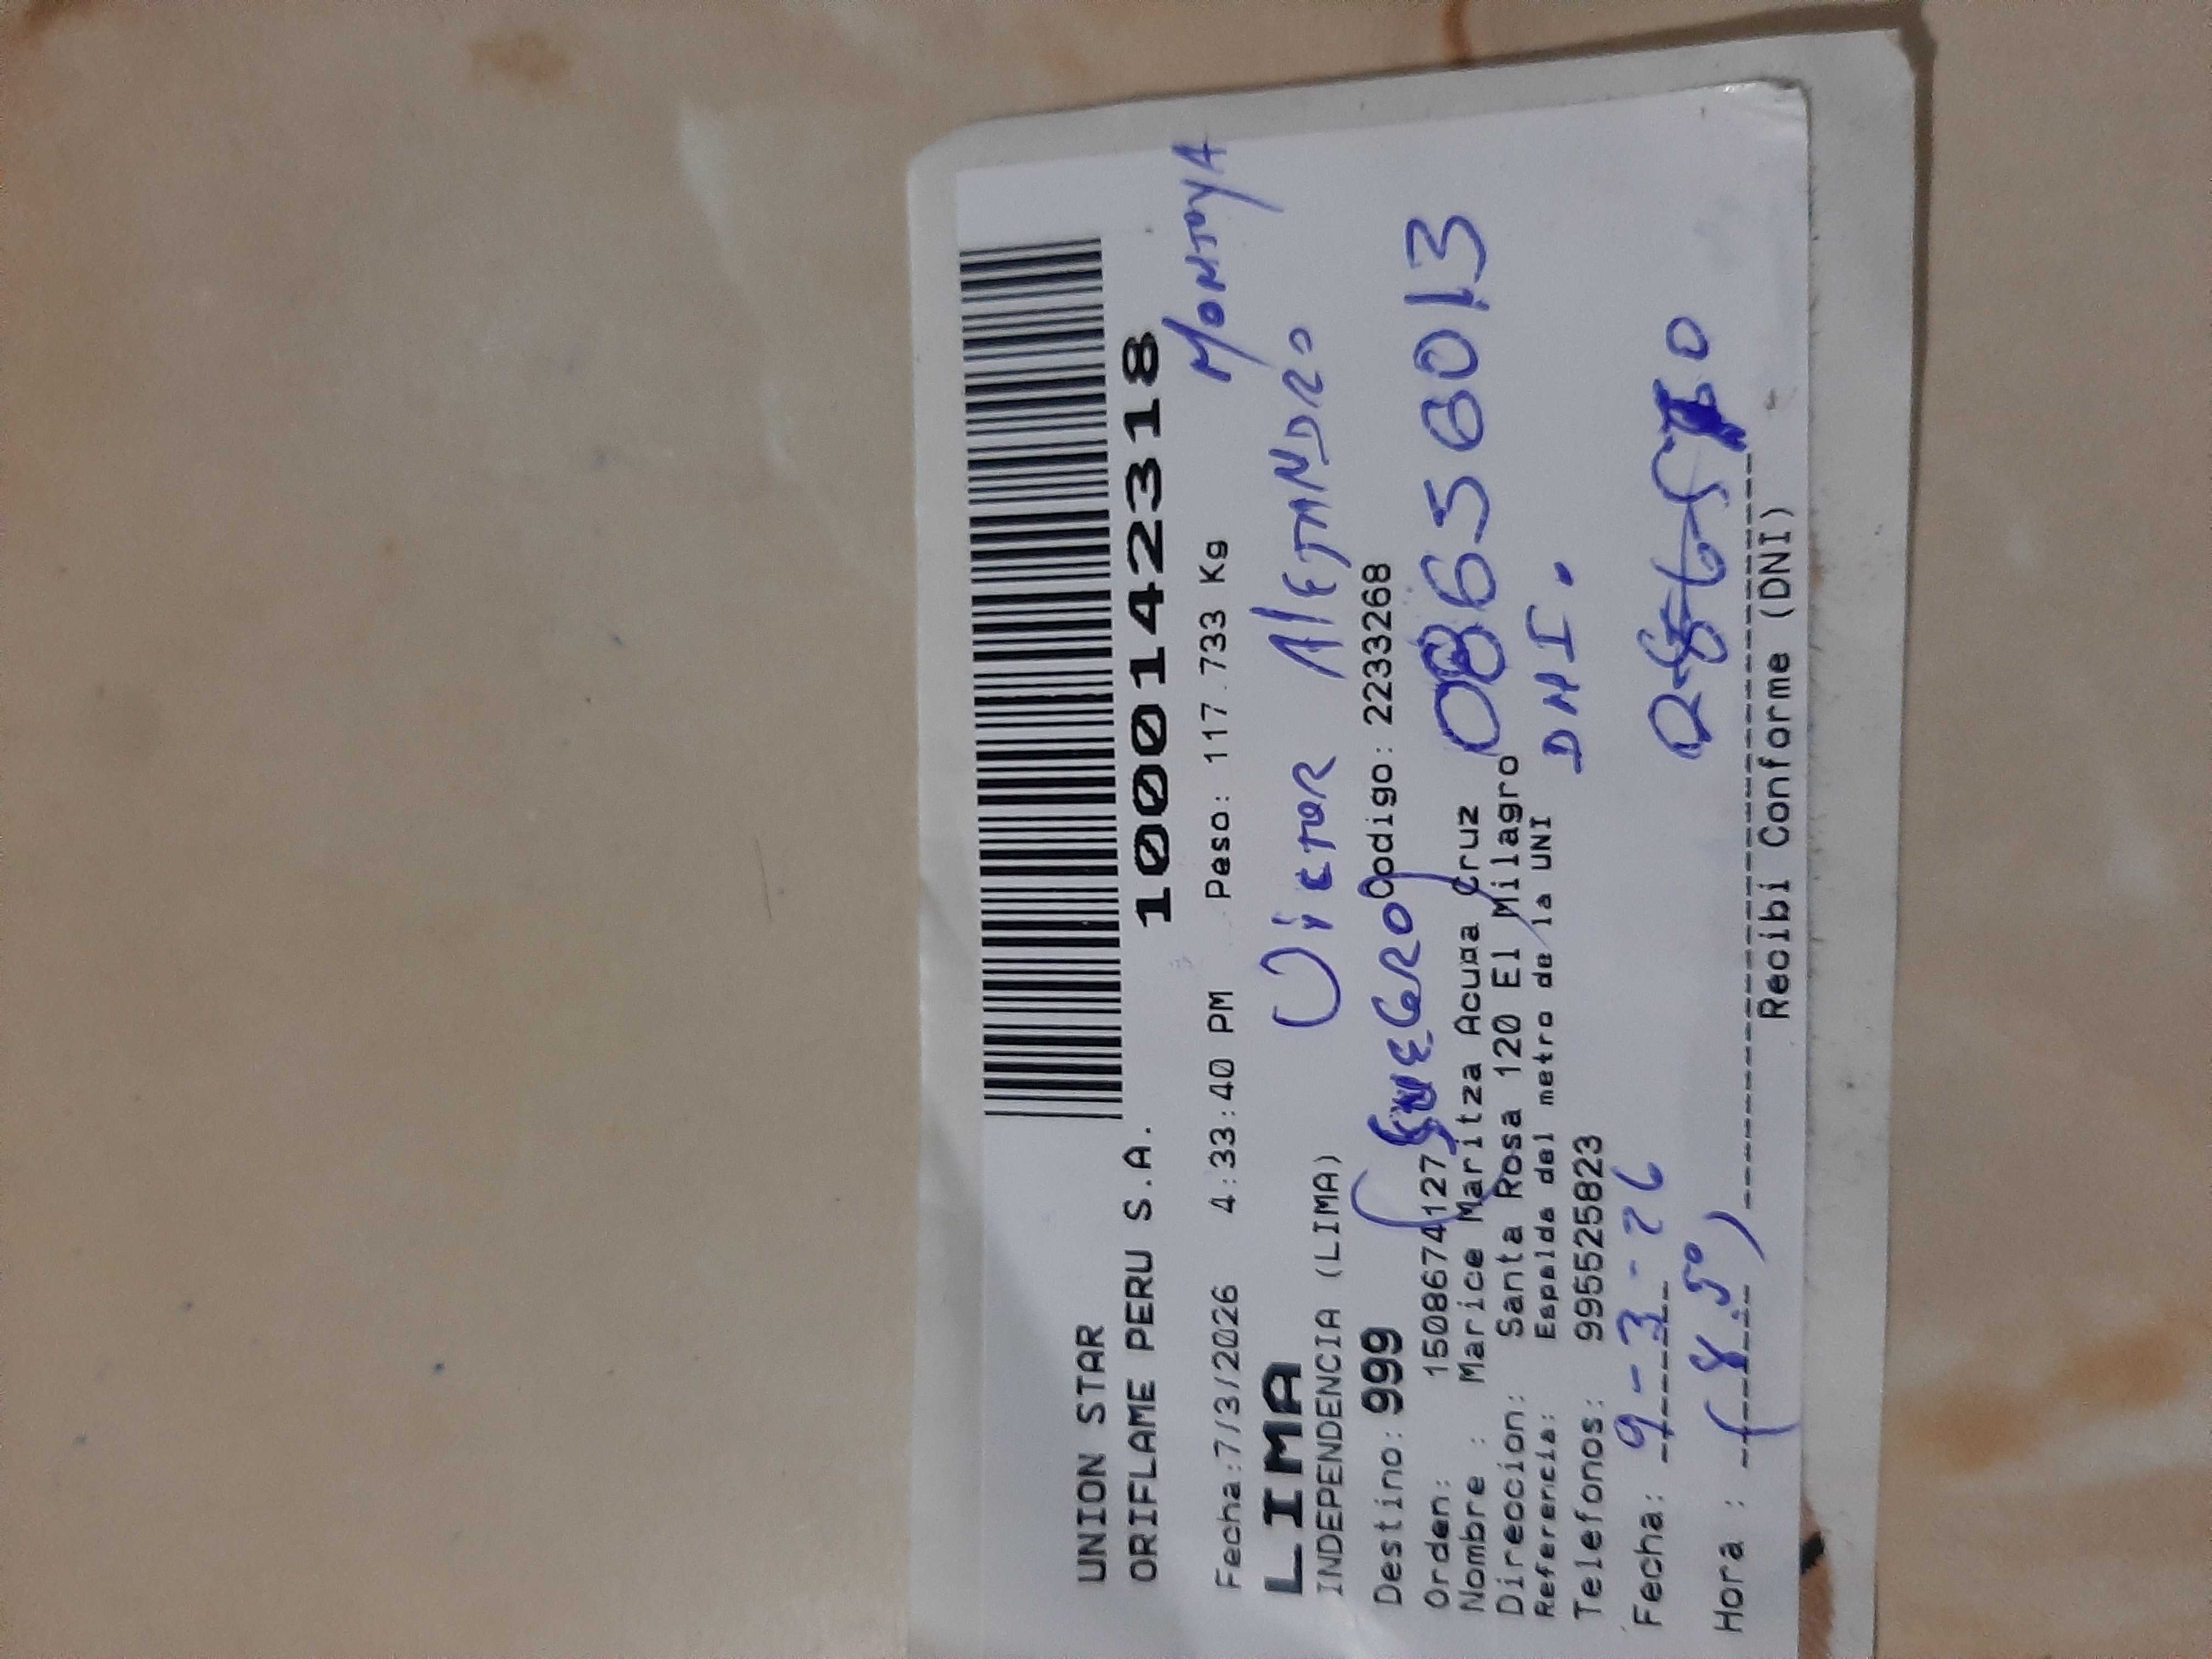 UNION STAR
ORIFLAME PERU S.A.
1000142318
Fecha:7/3/2026 4:33:40 PM Peso: 117.733 Kg
MONTOYA
LIMA
VICTOR AlEJANDRO
INDEPENDENCIA (LIMA)
Destino: 999 Codigo: 2233268
(SUEGRO)
Orden: 1508674127
08656013
Nombre : Marice Maritza Acuña Cruz
Direccion: Santa Rosa 120 El Milagro
Referencia: Espalda del metro de la UNI
DNI.
Telefonos: 995525823
Fecha: 9-3-26
Hora : (8.50)
Recibi Conforme (DNI)